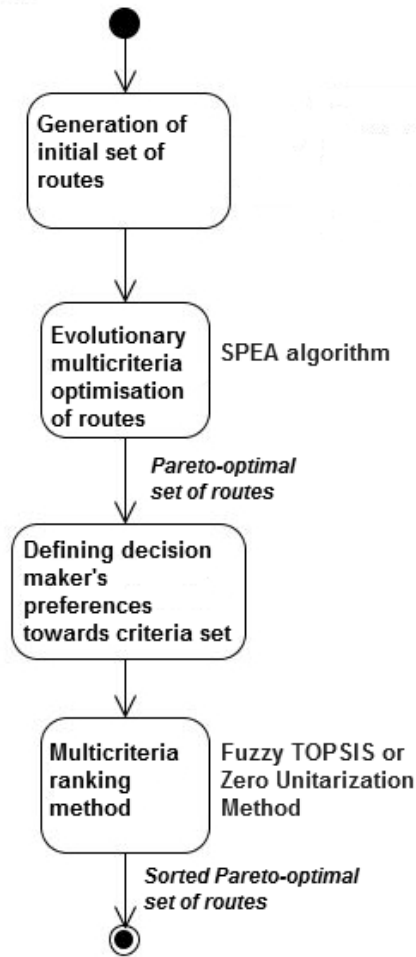 Generation of
initial set of
routes
Evolutionary
multicriteria
optimisation
of routes
SPEA algorithm
Pareto-optimal
set of routes
Defining decision
maker's
preferences
towards criteria set
Multicriteria
ranking
method
Fuzzy TOPSIS or
Zero Unitarization
Method
Sorted Pareto-optimal
set of routes